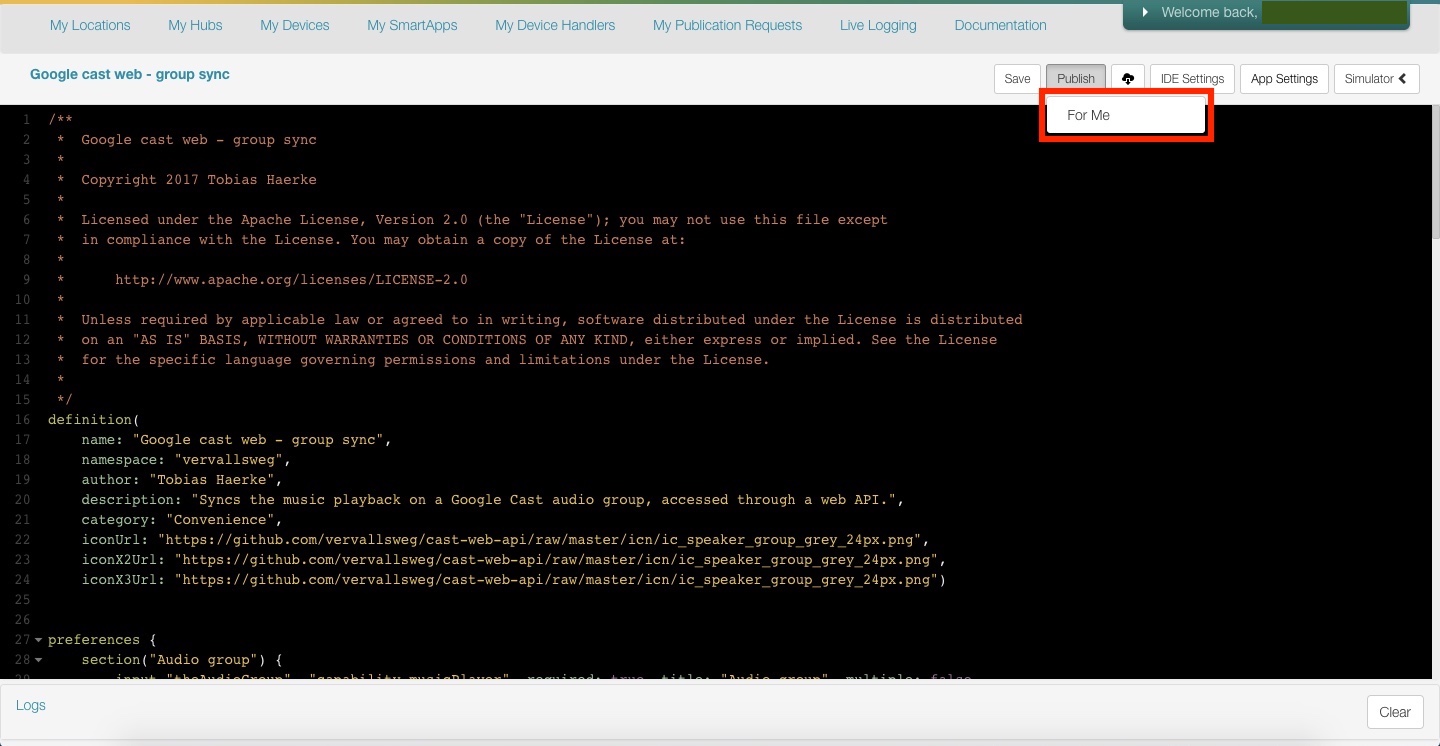 My Locations My Hubs My Devices My SmartApps My Device Handlers My Publication Requests Live Logging Documentation Welcome back,
Google cast web - group sync Save Publish IDE Settings App Settings Simulator
For Me
1 /**
2 * Google cast web - group sync
3 *
4 * Copyright 2017 Tobias Haerke
5 *
6 * Licensed under the Apache License, Version 2.0 (the "License"); you may not use this file except
7 * in compliance with the License. You may obtain a copy of the License at:
8 *
9 * http://www.apache.org/licenses/LICENSE-2.0
10 *
11 * Unless required by applicable law or agreed to in writing, software distributed under the License is distributed
12 * on an "AS IS" BASIS, WITHOUT WARRANTIES OR CONDITIONS OF ANY KIND, either express or implied. See the License
13 * for the specific language governing permissions and limitations under the License.
14 *
15 */
16 definition(
17 name: "Google cast web - group sync",
18 namespace: "vervallsweg",
19 author: "Tobias Haerke",
20 description: "Syncs the music playback on a Google Cast audio group, accessed through a web API.",
21 category: "Convenience",
22 iconUrl: "https://github.com/vervallsweg/cast-web-api/raw/master/icn/ic_speaker_group_grey_24px.png",
23 iconX2Url: "https://github.com/vervallsweg/cast-web-api/raw/master/icn/ic_speaker_group_grey_24px.png",
24 iconX3Url: "https://github.com/vervallsweg/cast-web-api/raw/master/icn/ic_speaker_group_grey_24px.png")
25
26
27 preferences {
28 section("Audio group") {
29 input "theAudioGroup", "capability.musicPlayer", required: true, title: "Audio group", multiple: false
Logs Clear